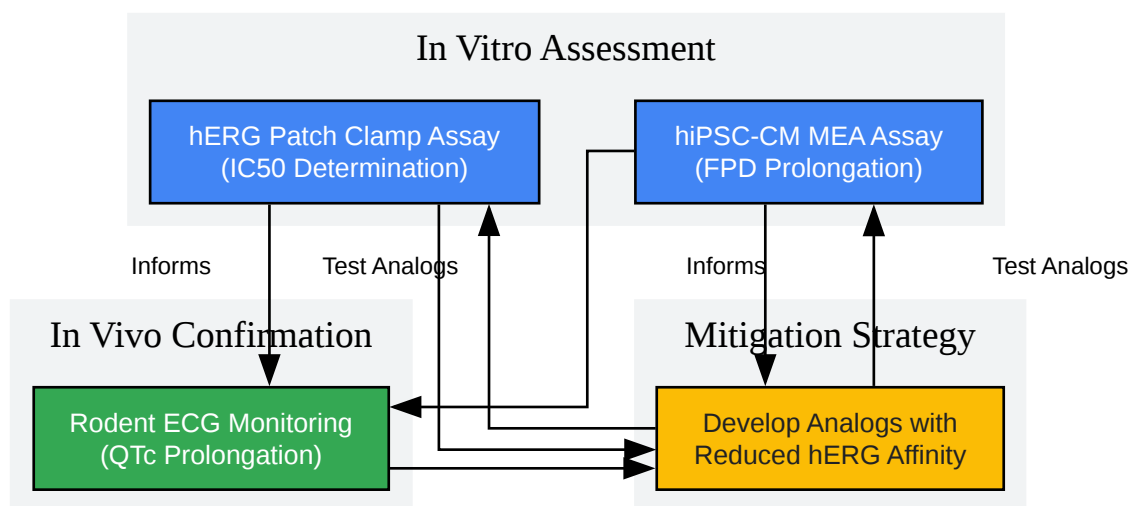 In Vitro Assessment
hERG Patch Clamp Assay
(IC50 Determination)
hiPSC-CM MEA Assay
(FPD Prolongation)
Informs
Test Analogs
Informs
Test Analogs
In Vivo Confirmation
Mitigation Strategy
Rodent ECG Monitoring
(QTc Prolongation)
Develop Analogs with
Reduced hERG Affinity